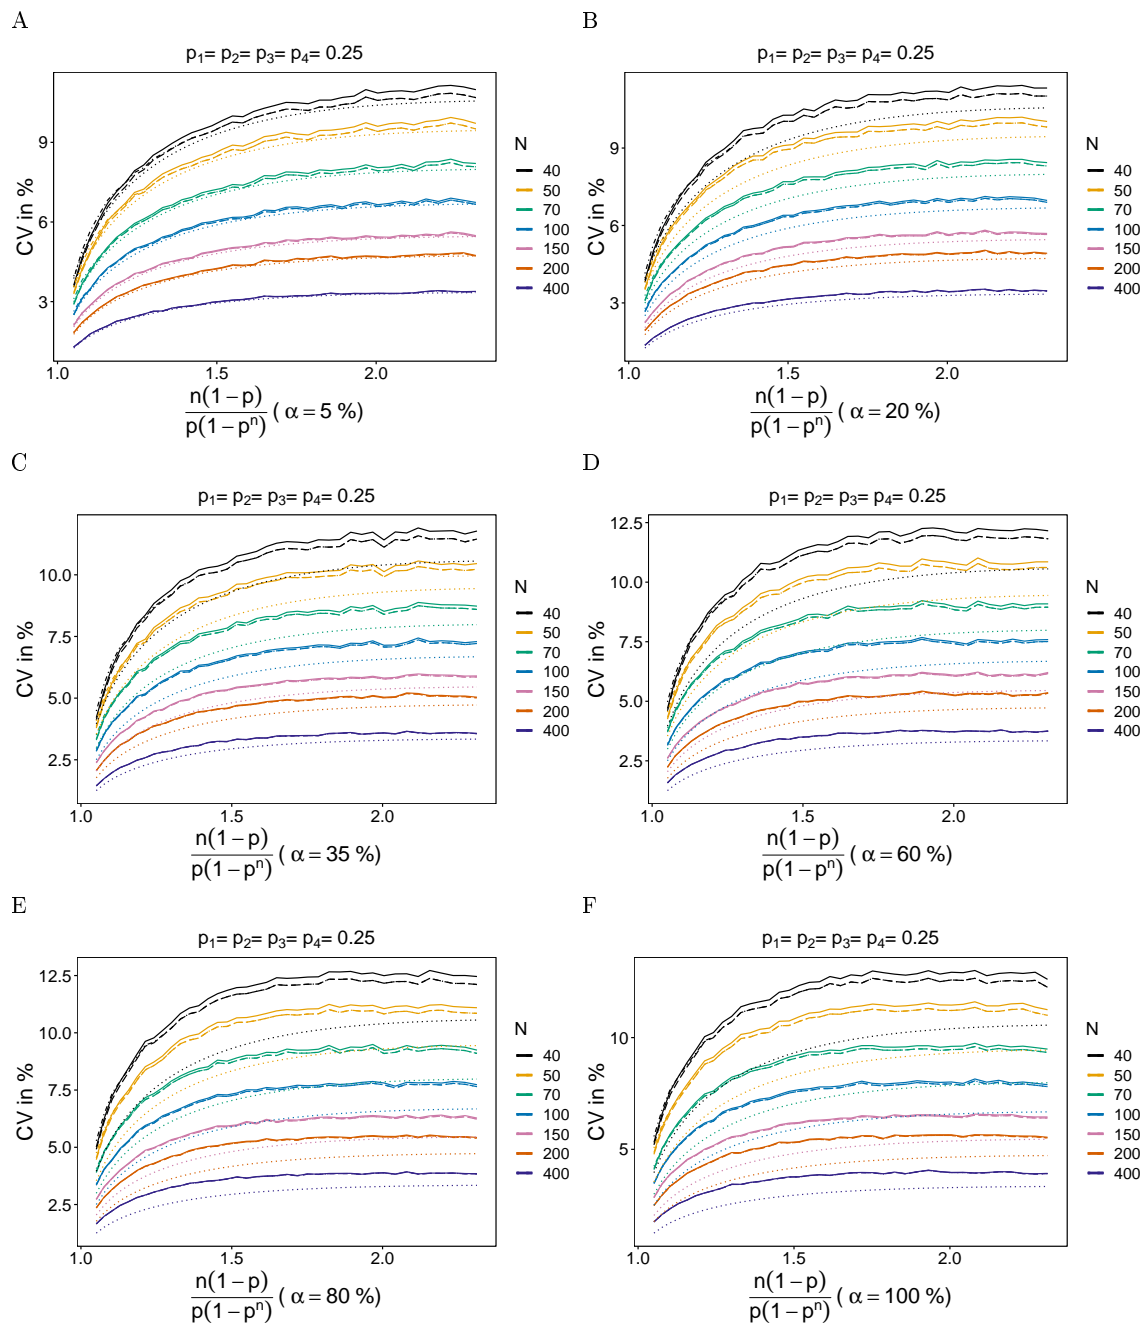 A
p1= p2= p3= p4= 0.25
CV in %
9
6
3
1.0 1.5 2.0
n(1−p)
p(1−pⁿ) ( α = 5 %)
N
40
50
70
100
150
200
400
B
p1= p2= p3= p4= 0.25
CV in %
9
6
3
1.0 1.5 2.0
n(1−p)
p(1−pⁿ) ( α = 20 %)
N
40
50
70
100
150
200
400
C
p1= p2= p3= p4= 0.25
CV in %
10.0
7.5
5.0
2.5
1.0 1.5 2.0
n(1−p)
p(1−pⁿ) ( α = 35 %)
N
40
50
70
100
150
200
400
D
p1= p2= p3= p4= 0.25
CV in %
12.5
10.0
7.5
5.0
2.5
1.0 1.5 2.0
n(1−p)
p(1−pⁿ) ( α = 60 %)
N
40
50
70
100
150
200
400
E
p1= p2= p3= p4= 0.25
CV in %
12.5
10.0
7.5
5.0
2.5
1.0 1.5 2.0
n(1−p)
p(1−pⁿ) ( α = 80 %)
N
40
50
70
100
150
200
400
F
p1= p2= p3= p4= 0.25
CV in %
10
5
1.0 1.5 2.0
n(1−p)
p(1−pⁿ) ( α = 100 %)
N
40
50
70
100
150
200
400